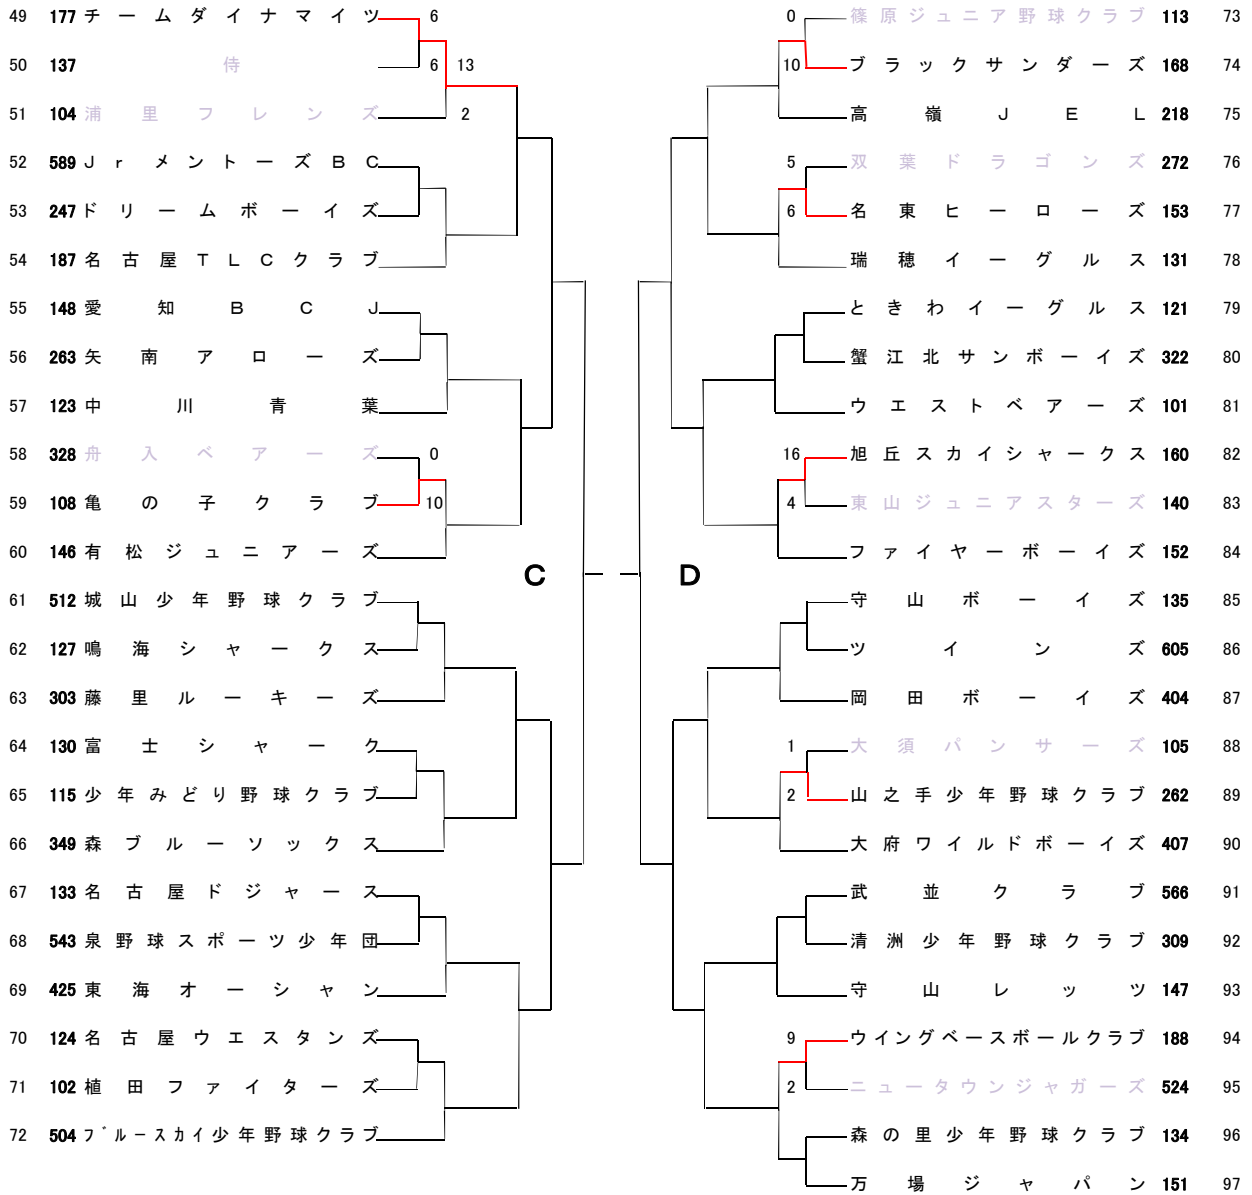 49 177 チームダイナマイツ 6
50 137 侍 6 13
51 104 浦里フレンズ 2
52 589 JrメントーズBC
53 247 ドリームボーイズ
54 187 名古屋TLCクラブ
55 148 愛知BCJ
56 263 矢南アローズ
57 123 中川青葉
58 328 舟入ベアーズ 0
59 108 亀の子クラブ 10
60 146 有松ジュニアーズ
C
61 512 城山少年野球クラブ
62 127 鳴海シャークス
63 303 藤里ルーキーズ
64 130 富士シャーク
65 115 少年みどり野球クラブ
66 349 森ブルーソックス
67 133 名古屋ドジャース
68 543 泉野球スポーツ少年団
69 425 東海オーシャン
70 124 名古屋ウエスタンズ
71 102 植田ファイターズ
72 504 ブルースカイ少年野球クラブ
0 篠原ジュニア野球クラブ 113 73
10 ブラックサンダーズ 168 74
高嶺JEL 218 75
5 双葉ドラゴンズ 272 76
6 名東ヒーローズ 153 77
瑞穂イーグルス 131 78
ときわイーグルス 121 79
蟹江北サンボーイズ 322 80
ウエストベアーズ 101 81
16 旭丘スカイシャークス 160 82
4 東山ジュニアスターズ 140 83
ファイヤーボーイズ 152 84
D
守山ボーイズ 135 85
ツインズ 605 86
岡田ボーイズ 404 87
1 大須パンサーズ 105 88
2 山之手少年野球クラブ 262 89
大府ワイルドボーイズ 407 90
武並クラブ 566 91
清洲少年野球クラブ 309 92
守山レッツ 147 93
9 ウイングベースボールクラブ 188 94
2 ニュータウンジャガーズ 524 95
森の里少年野球クラブ 134 96
万場ジャパン 151 97